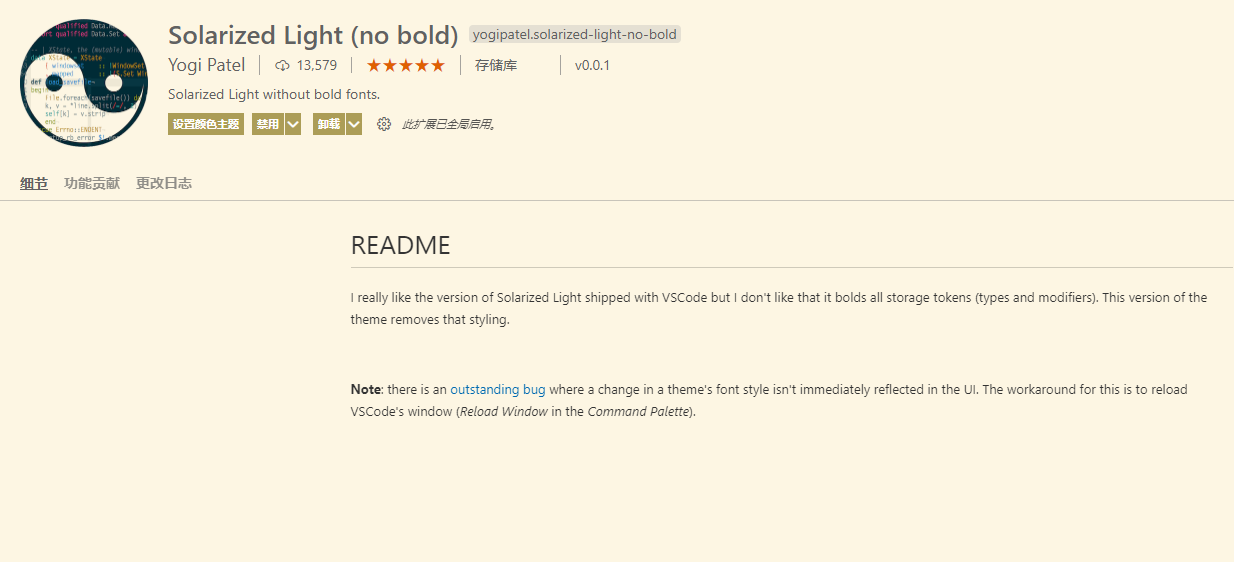 Solarized Light (no bold) yogipatel.solarized-light-no-bold
Yogi Patel 13,579 存储库 v0.0.1
Solarized Light without bold fonts.
设置颜色主题 禁用 卸载 此扩展已全局启用。
细节 功能贡献 更改日志
README
I really like the version of Solarized Light shipped with VSCode but I don't like that it bolds all storage tokens (types and modifiers). This version of the
theme removes that styling.
Note: there is an outstanding bug where a change in a theme's font style isn't immediately reflected in the UI. The workaround for this is to reload
VSCode's window (Reload Window in the Command Palette).